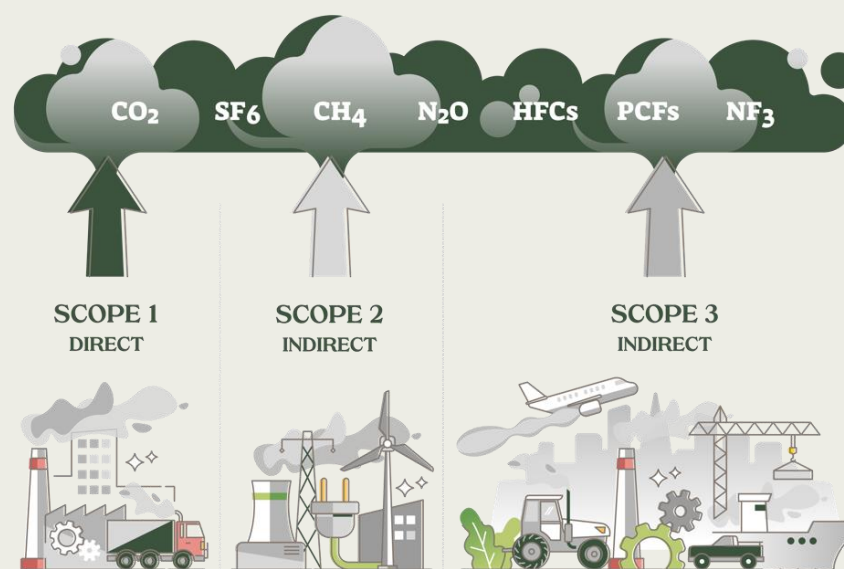 CO₂ SF₆ CH₄ N₂O HFCs PCFs NF₃
SCOPE 1
DIRECT
SCOPE 2
INDIRECT
SCOPE 3
INDIRECT